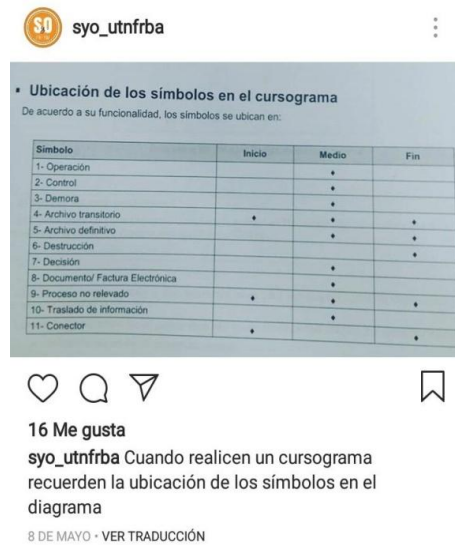 SO
syo_utnfrba
▪ Ubicación de los símbolos en el cursograma
De acuerdo a su funcionalidad, los símbolos se ubican en:
Símbolo Inicio Medio Fin
1- Operación ♦
2- Control ♦
3- Demora ♦
4- Archivo transitorio ♦ ♦ ♦
5- Archivo definitivo ♦ ♦
6- Destrucción ♦
7- Decisión ♦
8- Documento/ Factura Electrónica ♦
9- Proceso no relevado ♦ ♦ ♦
10- Traslado de información ♦
11- Conector ♦ ♦
16 Me gusta
syo_utnfrba Cuando realicen un cursograma
recuerden la ubicación de los símbolos en el
diagrama
8 DE MAYO • VER TRADUCCIÓN